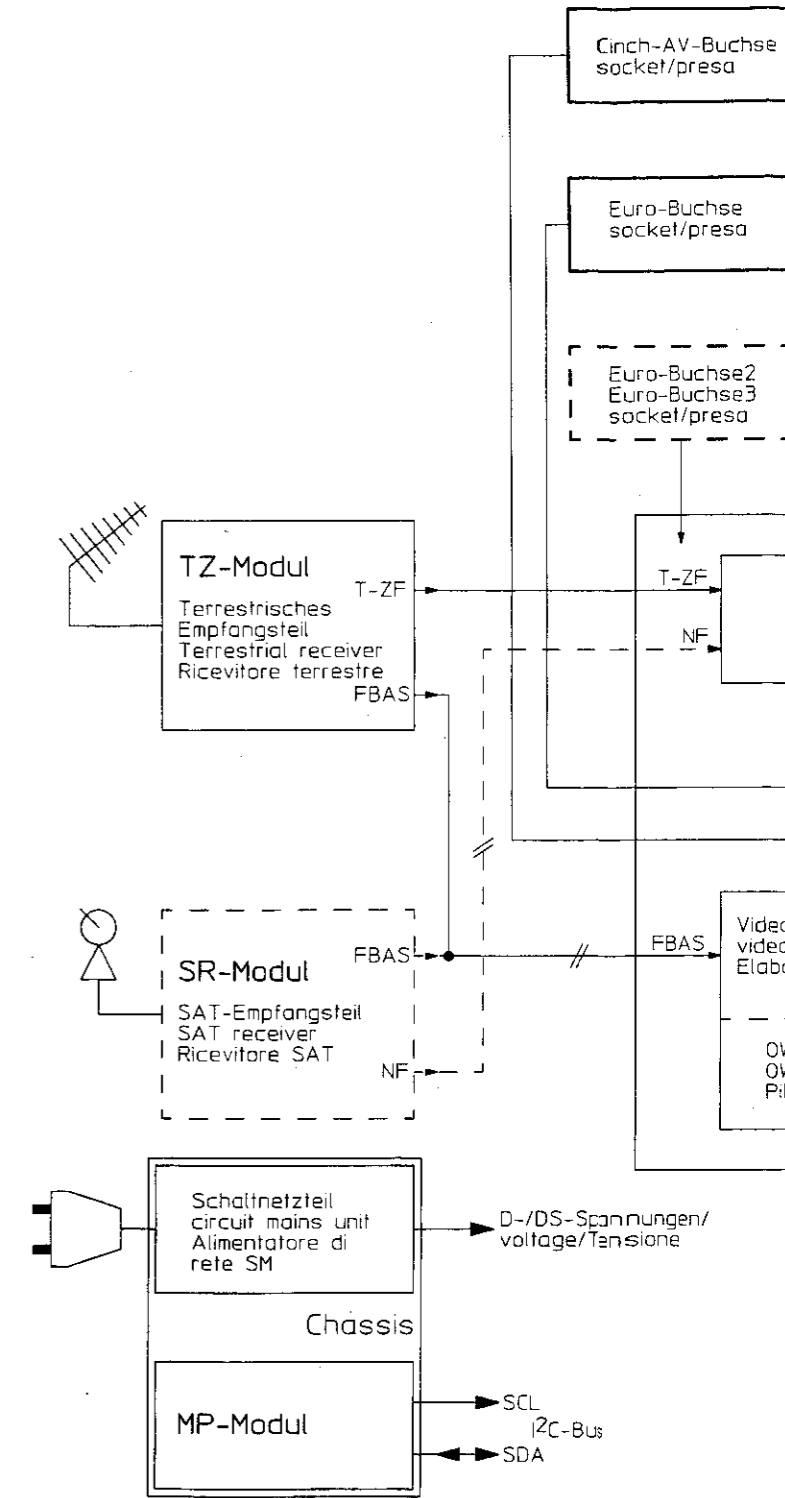 Cinch-AV-Buchse
socket/presa
Euro-Buchse
socket/presa
Euro-Buchse2
Euro-Buchse3
socket/presa
TZ-Modul
T-ZF
Terrestrisches
Empfangsteil
Terrestrial receiver
Ricevitore terrestre
FBAS
T-ZF
NF
SR-Modul
FBAS
SAT-Empfangsteil
SAT receiver
Ricevitore SAT
NF
FBAS
Schaltnetzteil
circuit mains unit
Alimentatore di
rete SM
D-/DS-Spannungen/
voltage/Tensione
Chassis
MP-Modul
SCL
I²C-Bus
SDA